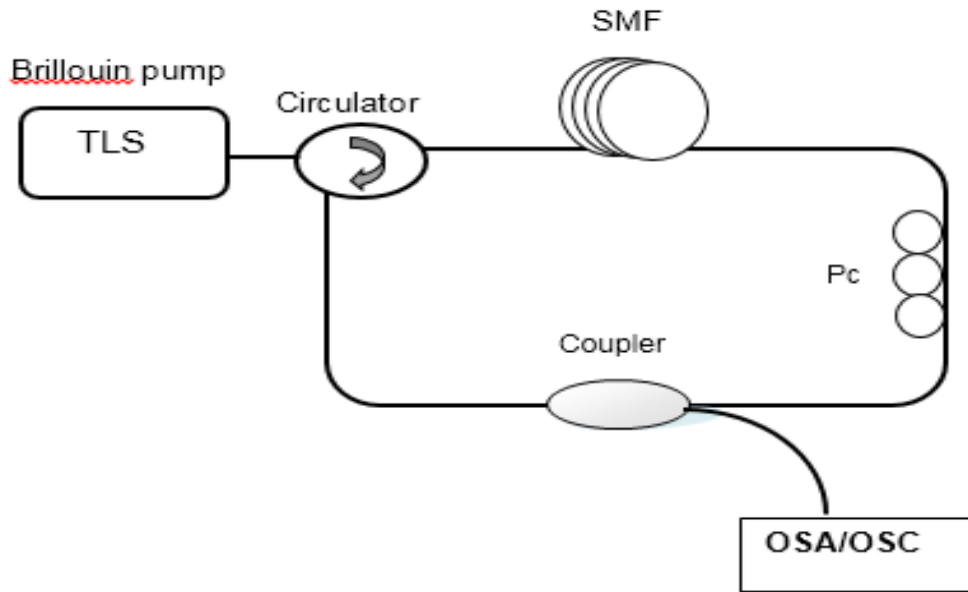 SMF
Brillouin pump
Circulator
TLS
Pc
Coupler
OSA/OSC